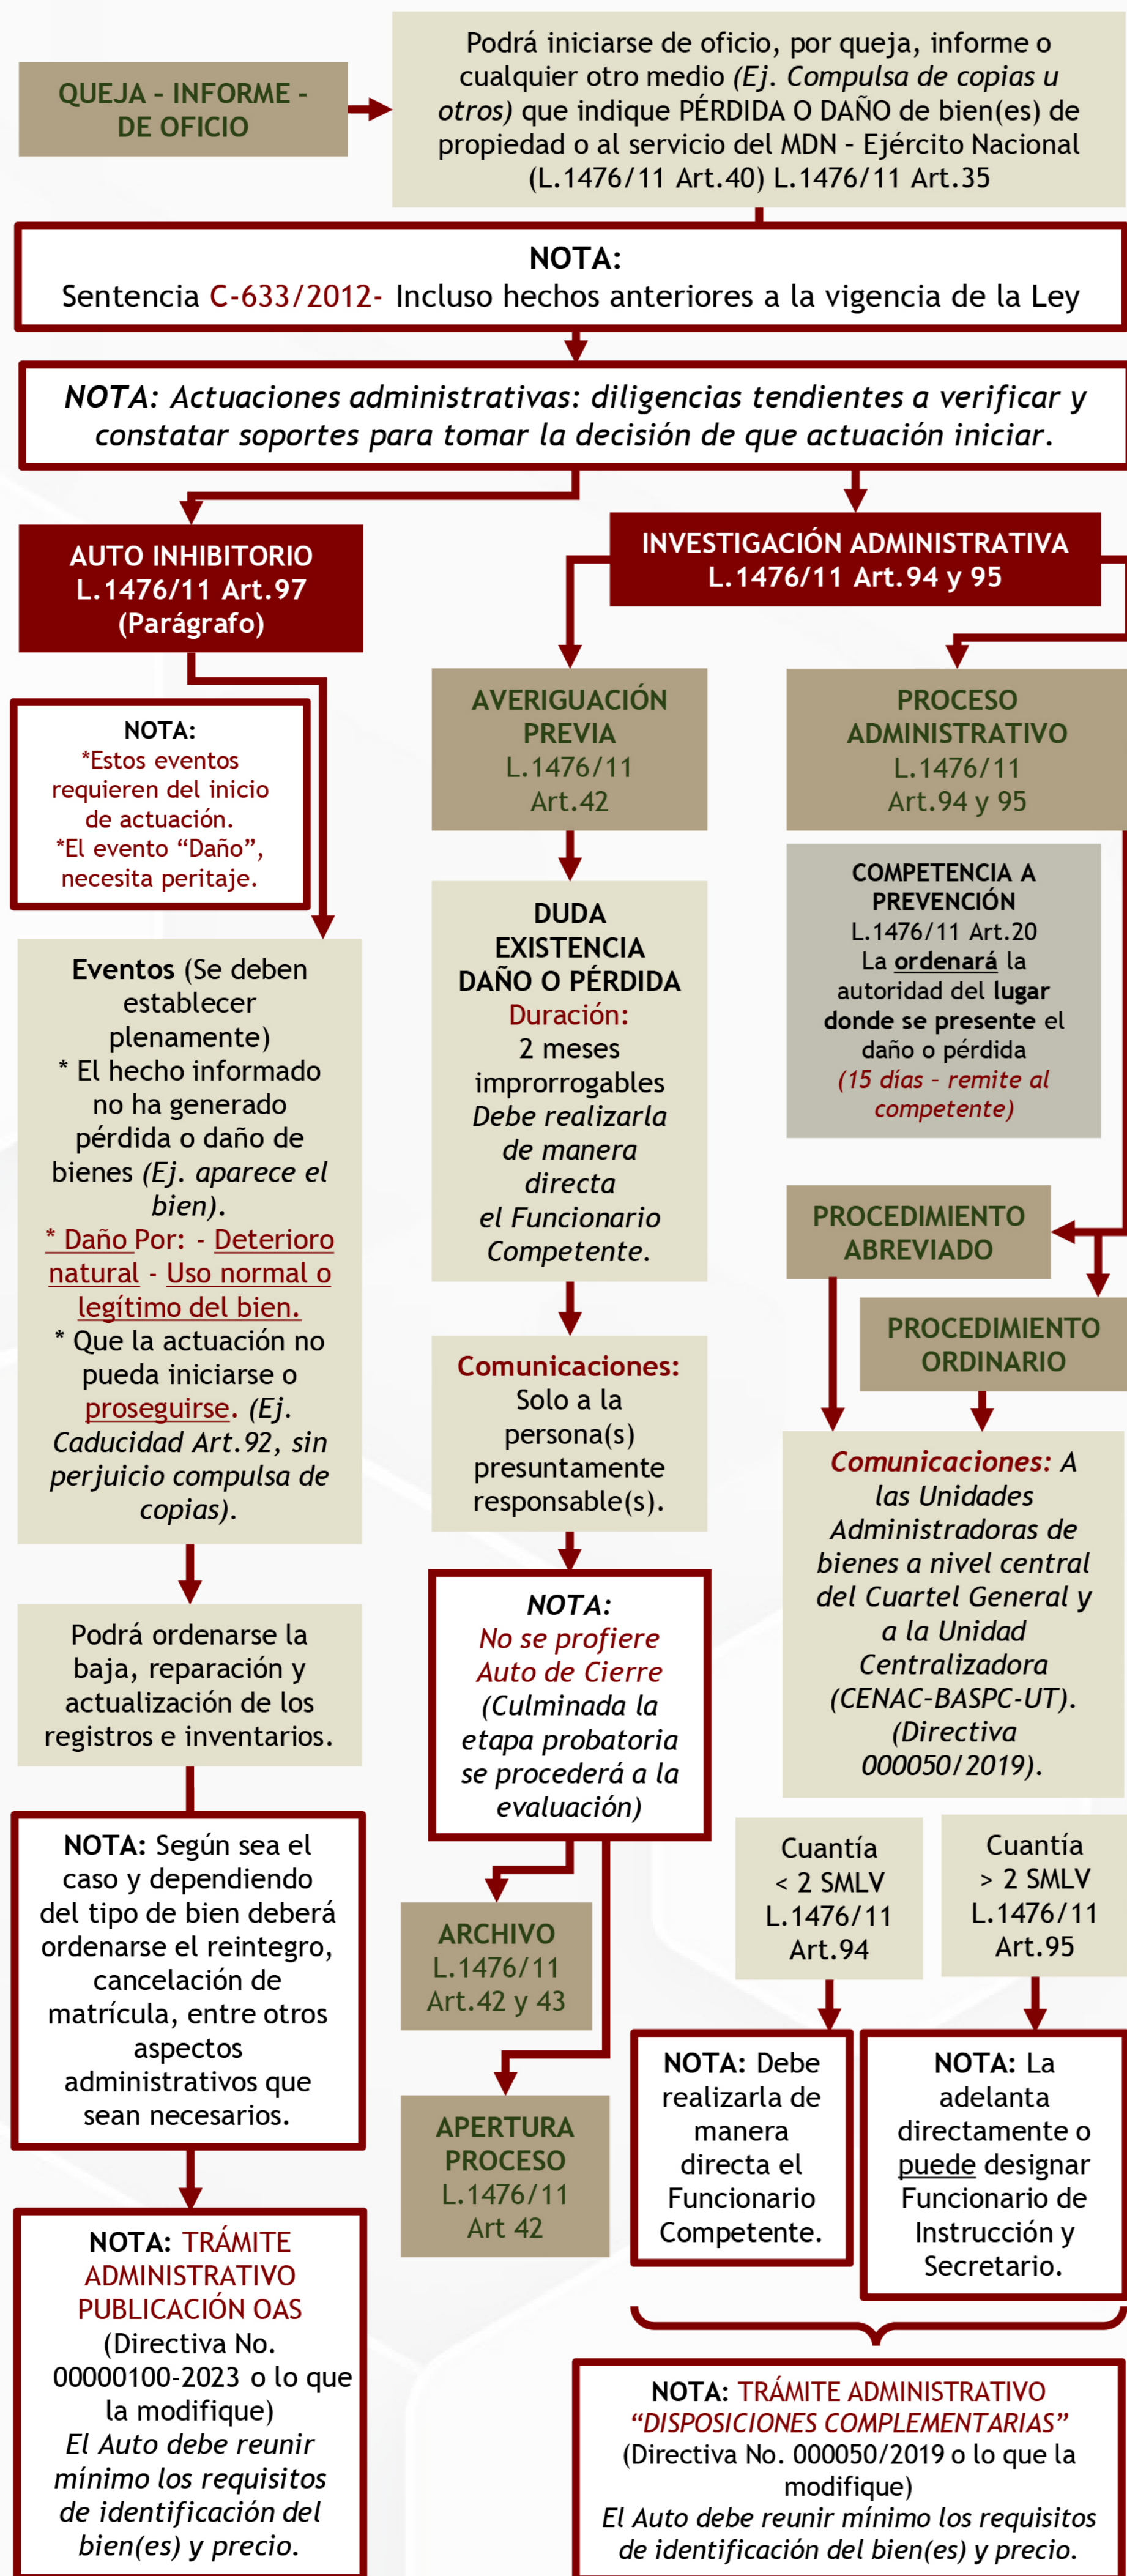 QUEJA - INFORME -
DE OFICIO
Podrá iniciarse de oficio, por queja, informe o
cualquier otro medio (Ej. Compulsa de copias u
otros) que indique PÉRDIDA O DAÑO de bien(es) de
propiedad o al servicio del MDN - Ejército Nacional
(L.1476/11 Art.40) L.1476/11 Art.35
NOTA:
Sentencia C-633/2012- Incluso hechos anteriores a la vigencia de la Ley
NOTA: Actuaciones administrativas: diligencias tendientes a verificar y
constatar soportes para tomar la decisión de que actuación iniciar.
AUTO INHIBITORIO
L.1476/11 Art.97
(Parágrafo)
NOTA:
*Estos eventos
requieren del inicio
de actuación.
*El evento “Daño”,
necesita peritaje.
Eventos (Se deben
establecer
plenamente)
* El hecho informado
no ha generado
pérdida o daño de
bienes (Ej. aparece el
bien).
* Daño Por: - Deterioro
natural - Uso normal o
legítimo del bien.
* Que la actuación no
pueda iniciarse o
proseguirse. (Ej.
Caducidad Art.92, sin
perjuicio compulsa de
copias).
Podrá ordenarse la
baja, reparación y
actualización de los
registros e inventarios.
NOTA: Según sea el
caso y dependiendo
del tipo de bien deberá
ordenarse el reintegro,
cancelación de
matrícula, entre otros
aspectos
administrativos que
sean necesarios.
NOTA: TRÁMITE
ADMINISTRATIVO
PUBLICACIÓN OAS
(Directiva No.
00000100-2023 o lo que
la modifique)
El Auto debe reunir
mínimo los requisitos
de identificación del
bien(es) y precio.
INVESTIGACIÓN ADMINISTRATIVA
L.1476/11 Art.94 y 95
AVERIGUACIÓN
PREVIA
L.1476/11
Art.42
DUDA
EXISTENCIA
DAÑO O PÉRDIDA
Duración:
2 meses
improrrogables
Debe realizarla
de manera
directa
el Funcionario
Competente.
Comunicaciones:
Solo a la
persona(s)
presuntamente
responsable(s).
NOTA:
No se profiere
Auto de Cierre
(Culminada la
etapa probatoria
se procederá a la
evaluación)
ARCHIVO
L.1476/11
Art.42 y 43
APERTURA
PROCESO
L.1476/11
Art 42
PROCESO
ADMINISTRATIVO
L.1476/11
Art.94 y 95
COMPETENCIA A
PREVENCIÓN
L.1476/11 Art.20
La ordenará la
autoridad del lugar
donde se presente el
daño o pérdida
(15 días - remite al
competente)
PROCEDIMIENTO
ABREVIADO
PROCEDIMIENTO
ORDINARIO
Comunicaciones: A
las Unidades
Administradoras de
bienes a nivel central
del Cuartel General y
a la Unidad
Centralizadora
(CENAC-BASPC-UT).
(Directiva
000050/2019).
Cuantía
< 2 SMLV
L.1476/11
Art.94
Cuantía
> 2 SMLV
L.1476/11
Art.95
NOTA: Debe
realizarla de
manera
directa el
Funcionario
Competente.
NOTA: La
adelanta
directamente o
puede designar
Funcionario de
Instrucción y
Secretario.
NOTA: TRÁMITE ADMINISTRATIVO
“DISPOSICIONES COMPLEMENTARIAS”
(Directiva No. 000050/2019 o lo que la
modifique)
El Auto debe reunir mínimo los requisitos
de identificación del bien(es) y precio.